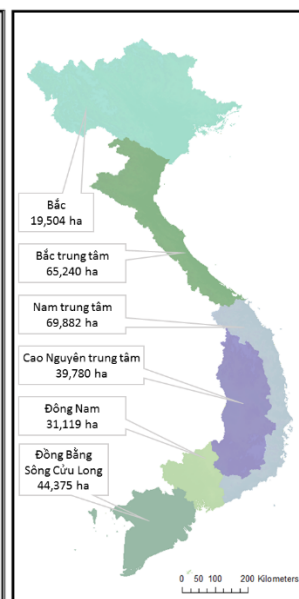 Bắc
19,504 ha
Bắc trung tâm
65,240 ha
Nam trung tâm
69,882 ha
Cao Nguyên trung tâm
39,780 ha
Đông Nam
31,119 ha
Đồng Bằng
Sông Cửu Long
44,375 ha
0 50 100 200 Kilometers